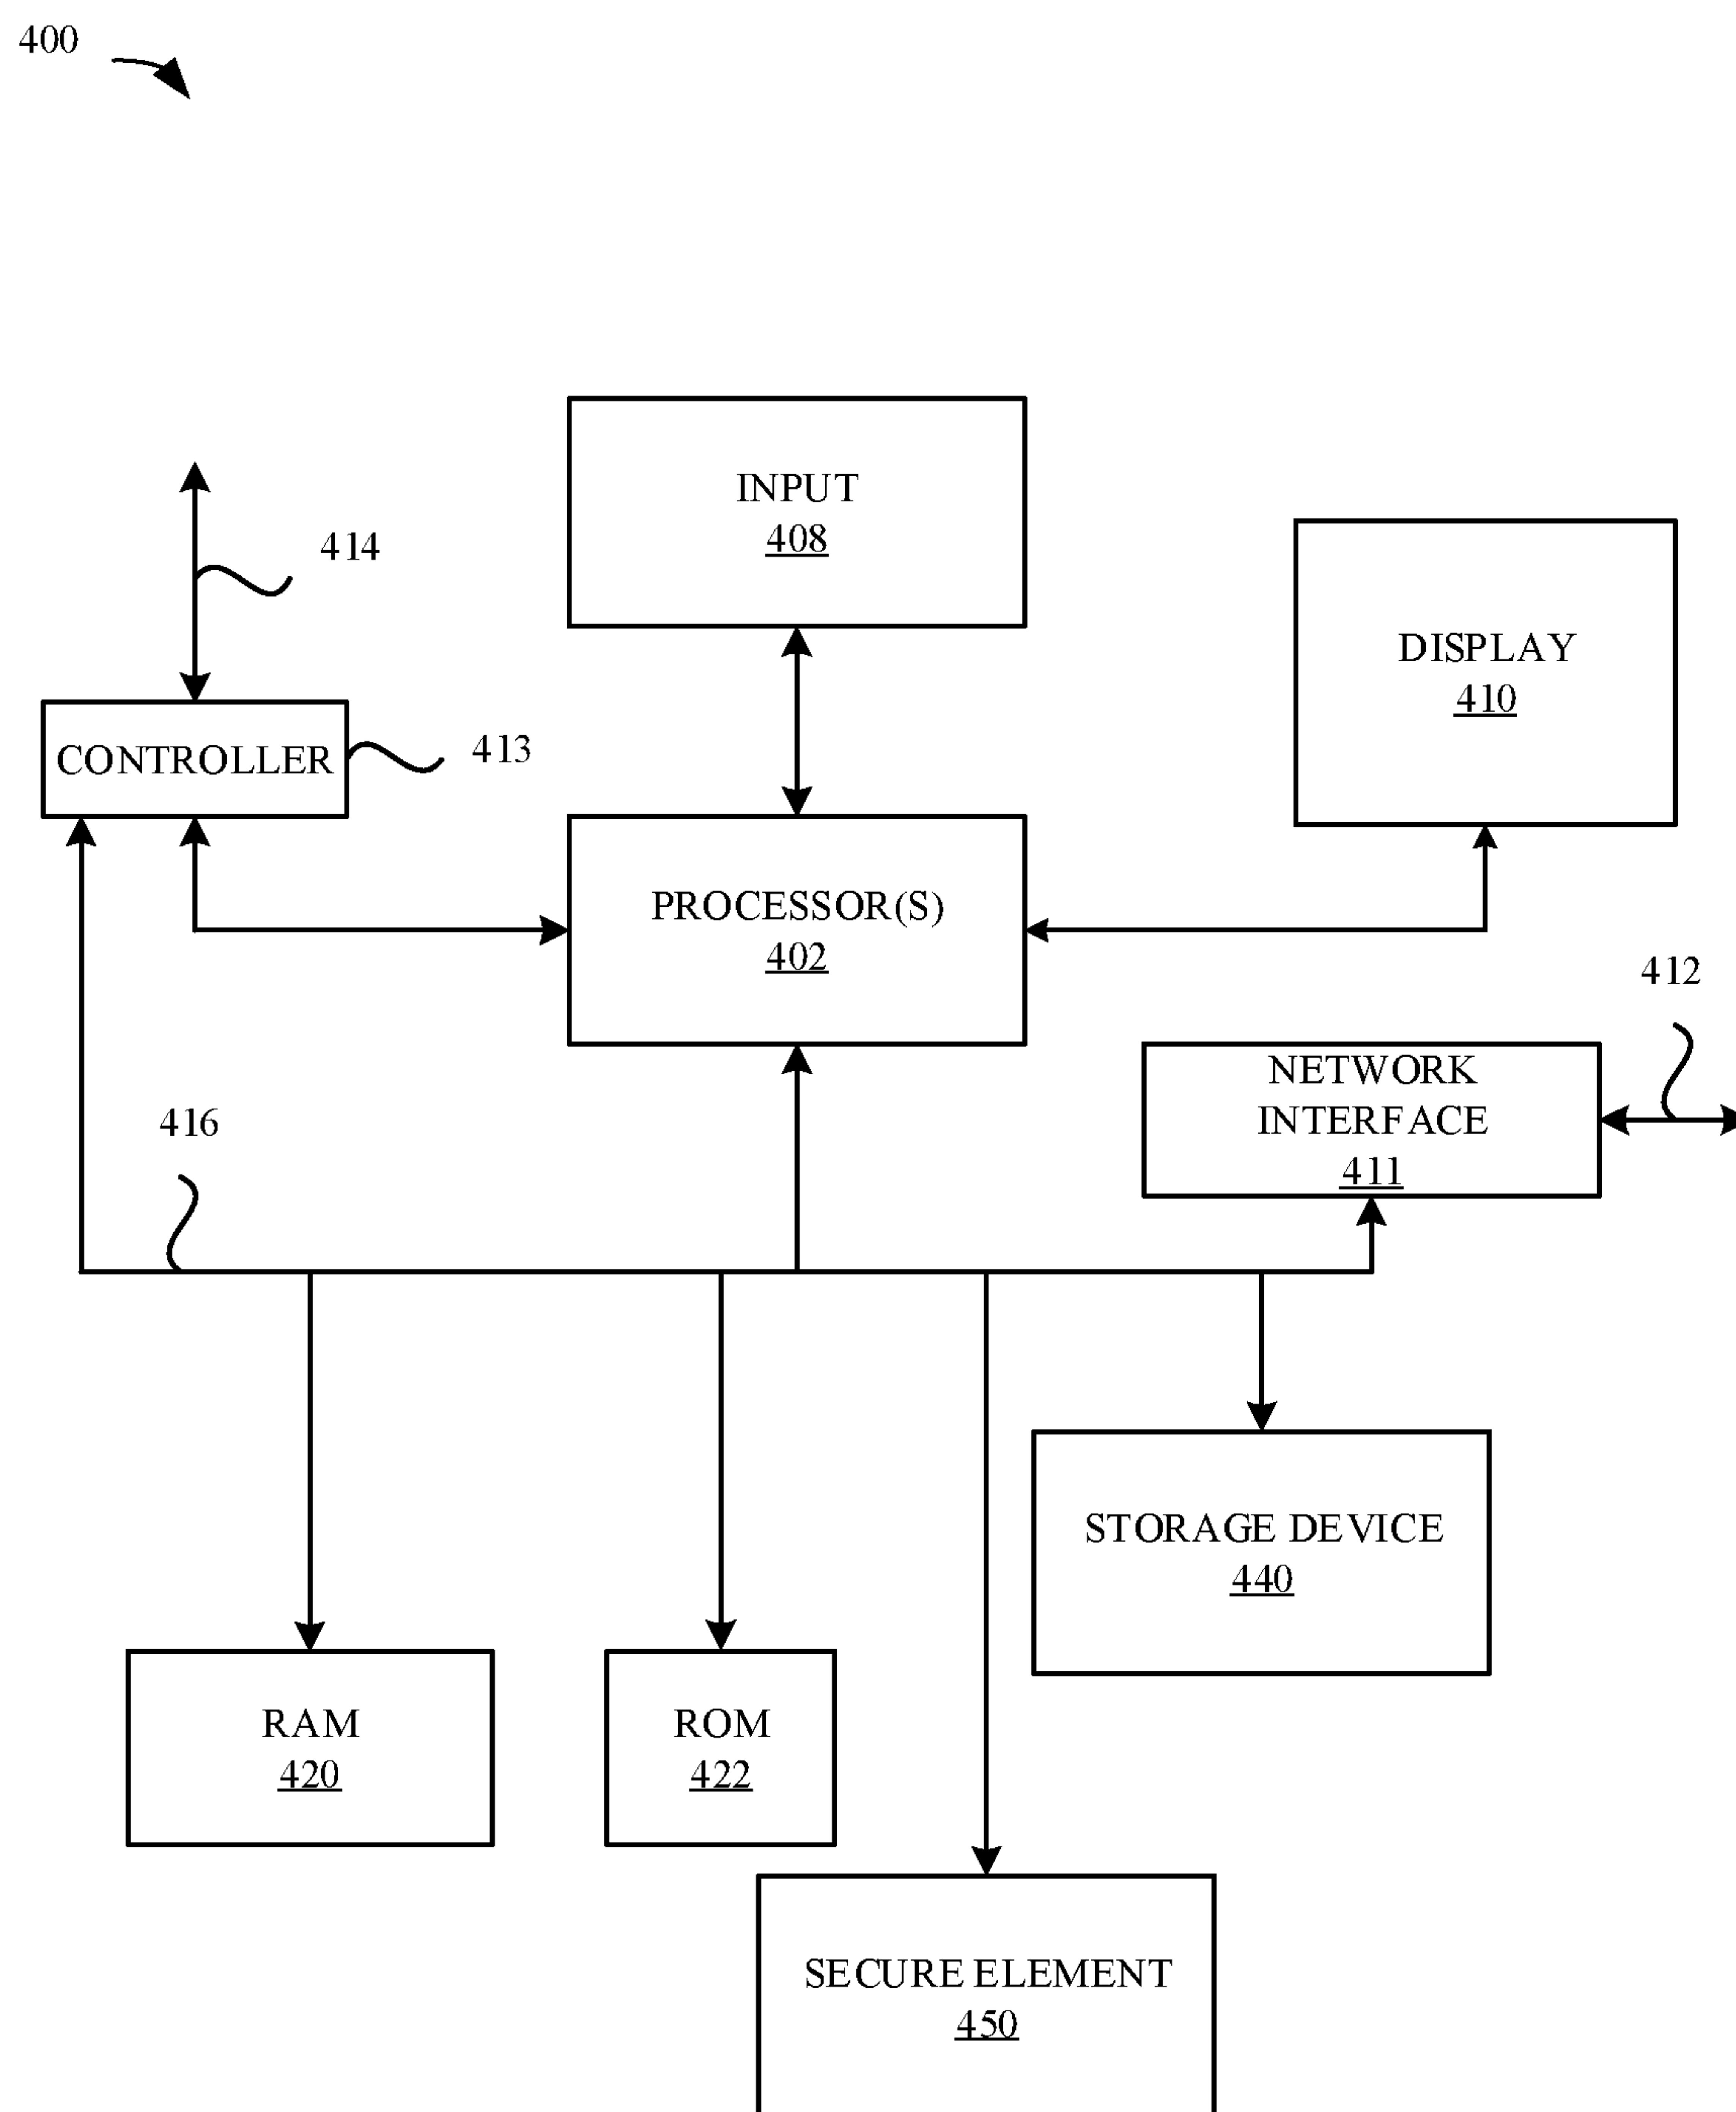 400
INPUT
408
414
DISPLAY
410
CONTROLLER
413
PROCESSOR(S)
402
412
NETWORK
INTERFACE
411
416
STORAGE DEVICE
440
RAM
420
ROM
422
SECURE ELEMENT
450